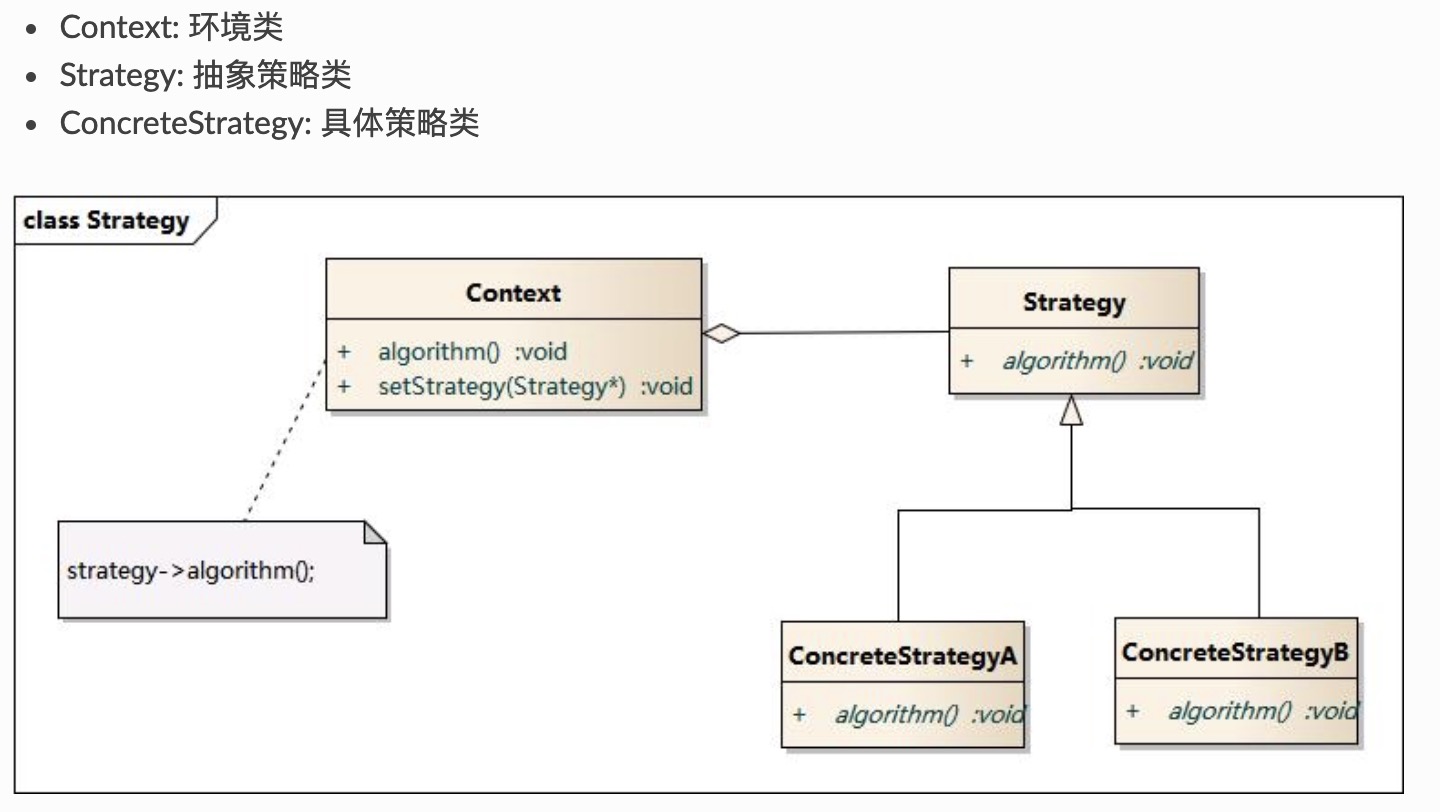 Context: 环境类
Strategy: 抽象策略类
ConcreteStrategy: 具体策略类
class Strategy
Context
+ algorithm() :void
+ setStrategy(Strategy*) :void
Strategy
+ algorithm() :void
strategy->algorithm();
ConcreteStrategyA
+ algorithm() :void
ConcreteStrategyB
+ algorithm() :void